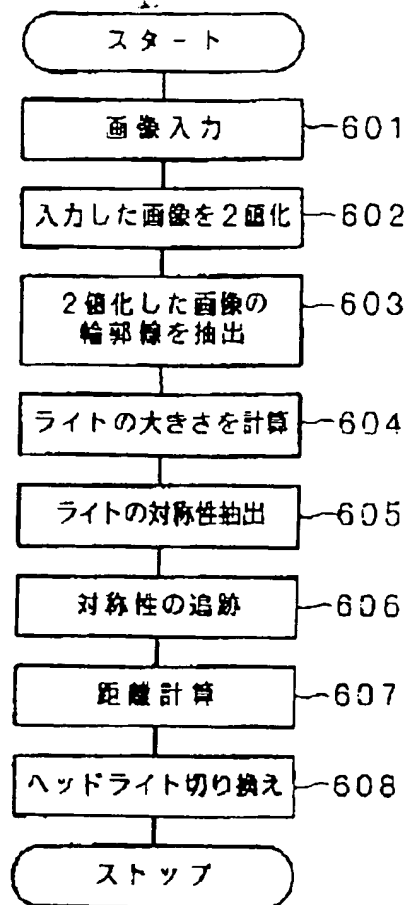 スタート
画像入力 601
入力した画像を2値化 602
2値化した画像の 603
輪郭線を抽出
ライトの大きさを計算 604
ライトの対称性抽出 605
対称性の追跡 606
距離計算 607
ヘッドライト切り換え 608
ストップ